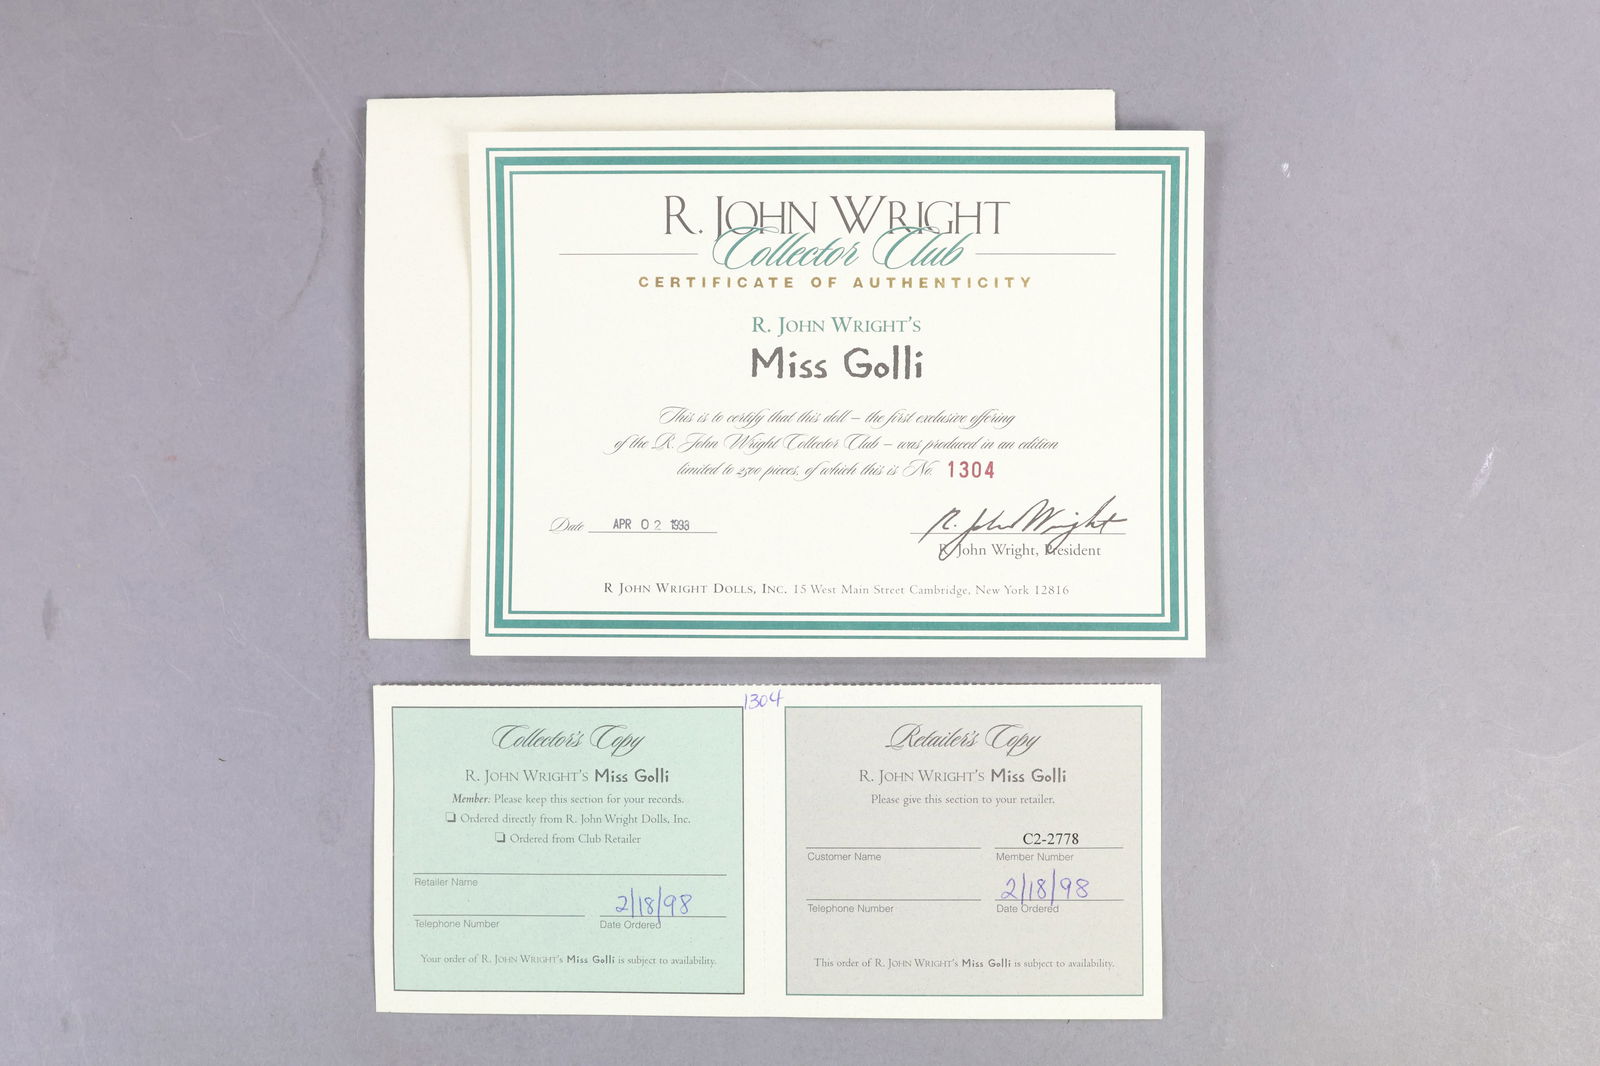 R. JOHN WRIGHT
Collector Club
CERTIFICATE OF AUTHENTICITY
R. JOHN WRIGHT'S
Miss Golli
This is to certify that this doll – the first exclusive offering
of the R. John Wright Collector Club – was produced in an edition
limited to 2500 pieces, of which this is No. 1304
Date APR 02
R. John Wright
R. John Wright, President
R JOHN WRIGHT DOLLS, INC. 15 West Main Street Cambridge, New York 12816
1304
Collector's Copy
R. JOHN WRIGHT'S Miss Golli
Member: Please keep this section for your records.
Ordered directly from R. John Wright Dolls, Inc.
Ordered from Club Retailer
Retailer Name
2/18/98
Telephone Number Date Ordered
Your order of R. JOHN WRIGHT'S Miss Golli is subject to availability.
Retailer's Copy
R. JOHN WRIGHT'S Miss Golli
Please give this section to your retailer.
C2-2778
Customer Name Member Number
2/18/98
Telephone Number Date Ordered
This order of R. JOHN WRIGHT'S Miss Golli is subject to availability.